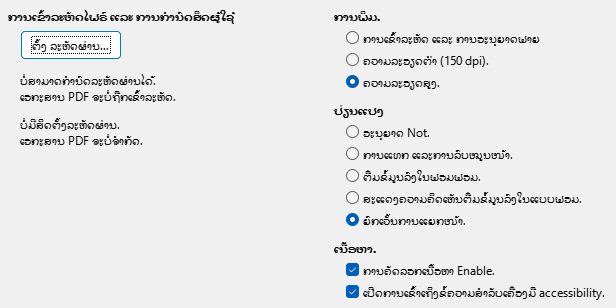 ການເຂົ້າລະຫັດໄຟຣ໌ ແລະ ການກຳນົດສິດຜູ້ໃຊ້
ຕັ້ງ ລະຫັດຜ່ານ...
ບໍ່ສາມາດກຳນົດລະຫັດຜ່ານໄດ້.
ເອກະສານ PDF ຈະບໍ່ຖືກເຂົ້າລະຫັດ.
ບໍ່ມີສິດຕັ້ງລະຫັດຜ່ານ.
ເອກະສານ PDF ຈະບໍ່ຈຳກັດ.
ການພິມ.
ການເຂົ້າລະຫັດ ແລະ ການອະນຸຍາດຟາຍ
ຄວາມລະອຽດຕ່ຳ (150 dpi).
ຄວາມລະອຽດສູງ.
ປ່ຽນແປງ
ອະນຸຍາດ Not.
ການແທກ ແລະການລົບໝຸນຫນ້າ.
ຕື່ມຂໍ້ມູນລົງໃນຟອມຟອມ.
ສະແດງຄວາມຄິດເຫັນຕື່ມຂໍ້ມູນລົງໃນແບບຟອມ.
ຍົກເວັ້ນການແຍກໜ້າ.
ເນື້ອຫາ.
ການຄັດລອກເນື້ອຫາ Enable.
ເປີດການເຂົ້າເຖິງຂໍ້ຄວາມສຳລັບເຄື່ອງມື accessibility.